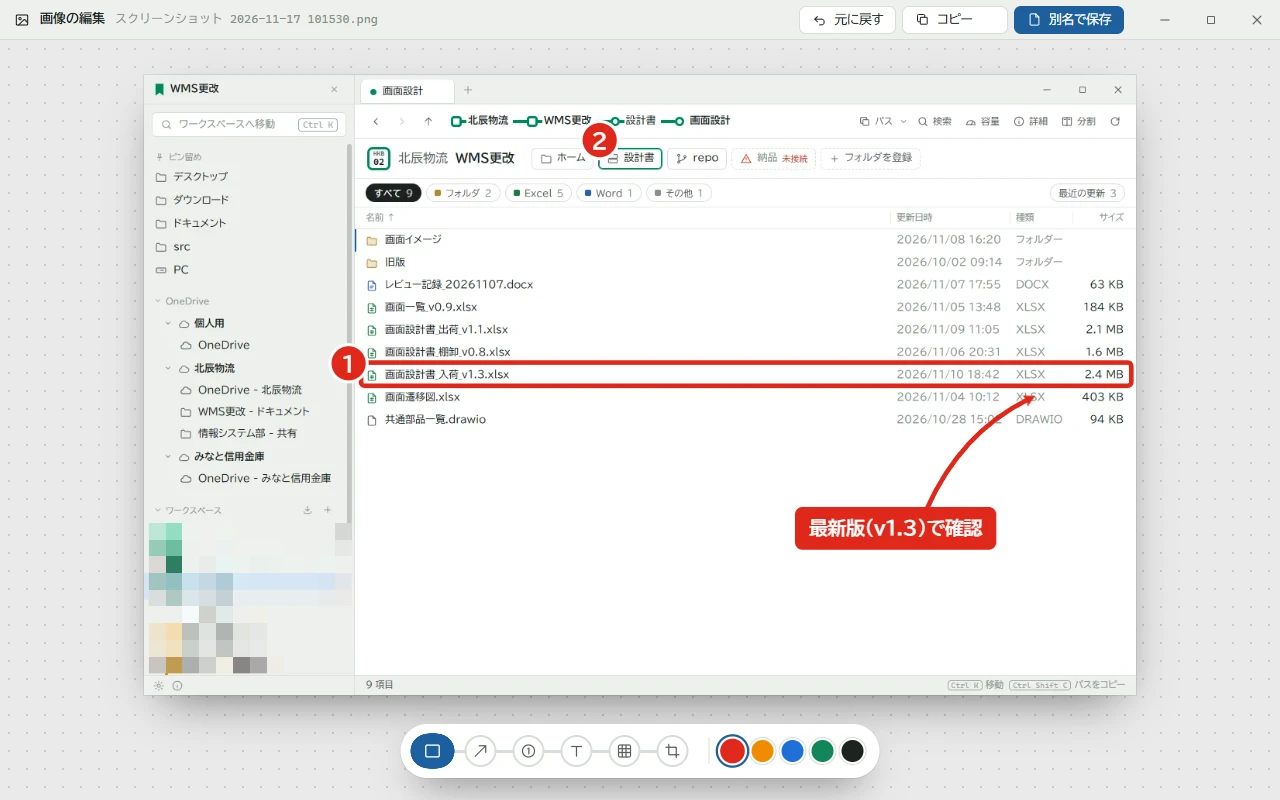 画像の編集 スクリーンショット 2026-11-17 101530.png
元に戻す コピー 別名で保存
WMS更改
画面設計
ワークスペースへ移動 Ctrl K
北辰物流 WMS更改 設計書 画面設計
パス 検索 容量 詳細 分割
HRB 02 北辰物流 WMS更改 ホーム 設計書 repo 納品 未接続 フォルダを登録
2
ピン留め
デスクトップ
ダウンロード
ドキュメント
src
PC
OneDrive
個人用
OneDrive
北辰物流
OneDrive - 北辰物流
WMS更改 - ドキュメント
情報システム部 - 共有
みなと信用金庫
OneDrive - みなと信用金庫
ワークスペース
すべて 9 フォルダ 2 Excel 5 Word 1 その他 1 最近の更新 3
名前 ↑ 更新日時 種類 サイズ
画面イメージ 2026/11/08 16:20 フォルダー
旧版 2026/10/02 09:14 フォルダー
レビュー記録_20261107.docx 2026/11/07 17:55 DOCX 63 KB
画面一覧_v0.9.xlsx 2026/11/05 13:48 XLSX 184 KB
画面設計書_出荷_v1.1.xlsx 2026/11/09 11:05 XLSX 2.1 MB
画面設計書_棚卸_v0.8.xlsx 2026/11/06 20:31 XLSX 1.6 MB
1
画面設計書_入荷_v1.3.xlsx 2026/11/10 18:42 XLSX 2.4 MB
画面遷移図.xlsx 2026/11/04 10:12 XLSX 403 KB
共通部品一覧.drawio 2026/10/28 15:02 DRAWIO 94 KB
最新版(v1.3)で確認
9 項目
Ctrl K 移動 Ctrl Shift C パスをコピー